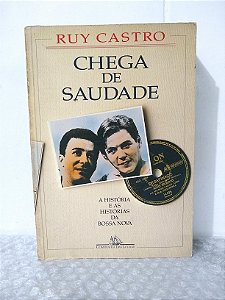 RUY CASTRO
CHEGA
DE
SAUDADE
A HISTÓRIA
E AS
HISTÓRIAS
DA
BOSSA NOVA